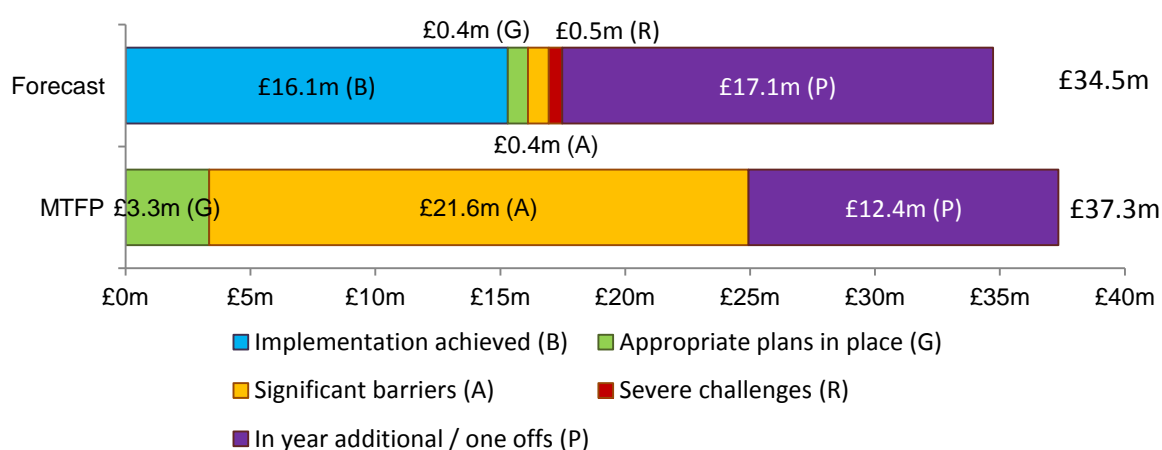 £0.4m (G) £0.5m (R)
Forecast £16.1m (B) £17.1m (P) £34.5m
£0.4m (A)
MTFP £3.3m (G) £21.6m (A) £12.4m (P) £37.3m
£0m £5m £10m £15m £20m £25m £30m £35m £40m
Implementation achieved (B) Appropriate plans in place (G)
Significant barriers (A) Severe challenges (R)
In year additional / one offs (P)